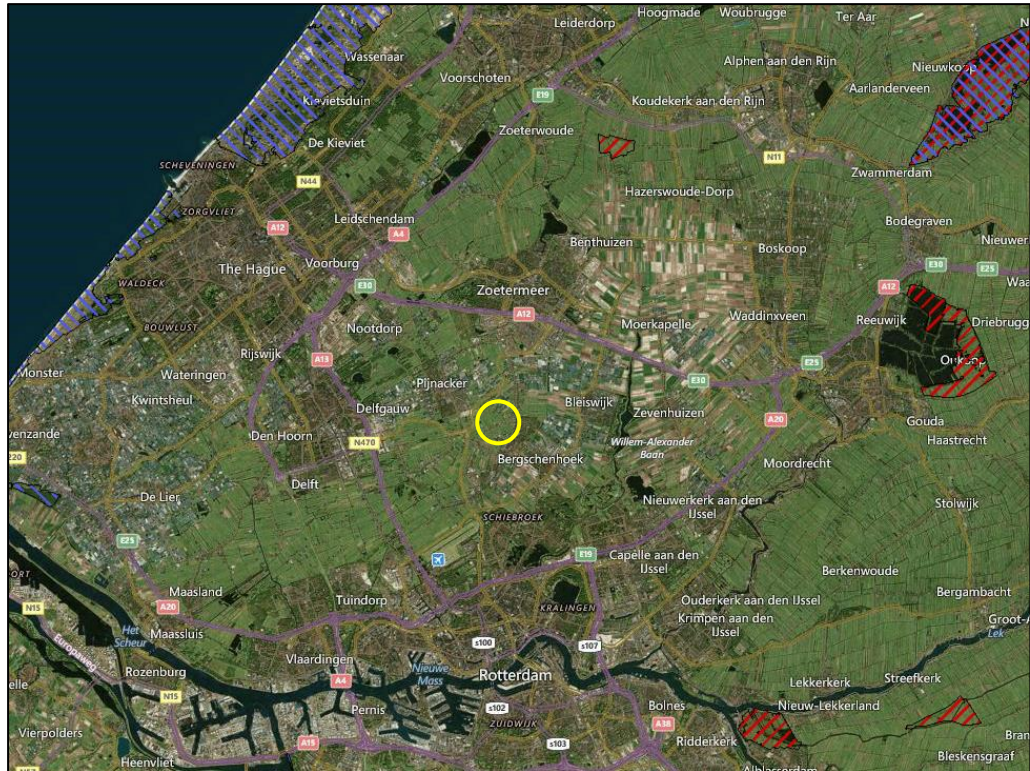 Hoogmade
Woubrugge
Ter Aar
Leiderdorp
Wassenaar
Voorschoten
Alphen aan den Rijn
Nieuwkoop
Aarlanderveen
Kievietsduin
E19
Koudekerk aan den Rijn
De Kieviet
Zoeterwoude
N11
SCHEVENINGEN
Zwammerdam
N44
Hazerswoude-Dorp
ZORGVLIET
Leidschendam
Bodegraven
A12
A4
Benthuizen
Boskoop
Voorburg
The Hague
E30
E25
WALDECK
E30
Zoetermeer
A12
A12
BOUWLUST
Nootdorp
Moerkapelle
Waddinxveen
Reeuwijk
Rijswijk
A13
Monster
Wateringen
E25
Pijnacker
E30
Kwintsheul
Delfgauw
Bleiswijk
Zevenhuizen
A20
Gouda
Den Hoorn
N470
Willem-Alexander
Baan
Haastrecht
Bergschenhoek
Moordrecht
Delft
De Lier
Nieuwerkerk aan den
IJssel
Stolwijk
SCHIEBROEK
E25
E19
Capelle aan den
IJssel
Berkenwoude
Maasland
A20
Tuindorp
KRALINGEN
Ouderkerk aan den IJssel
Bergambacht
N15
Krimpen aan den
IJssel
Het
Scheur
Maassluis
s100
s107
Lek
Europaweg
Vlaardingen
Nieuwe
Mass
Rotterdam
Rozenburg
A4
Lekkerkerk
Streefkerk
N15
Pernis
s102
Bolnes
Nieuw-Lekkerland
ZUIDWIJK
A38
Vierpolders
A15
s103
Ridderkerk
Heenvliet
Bleskensgraaf